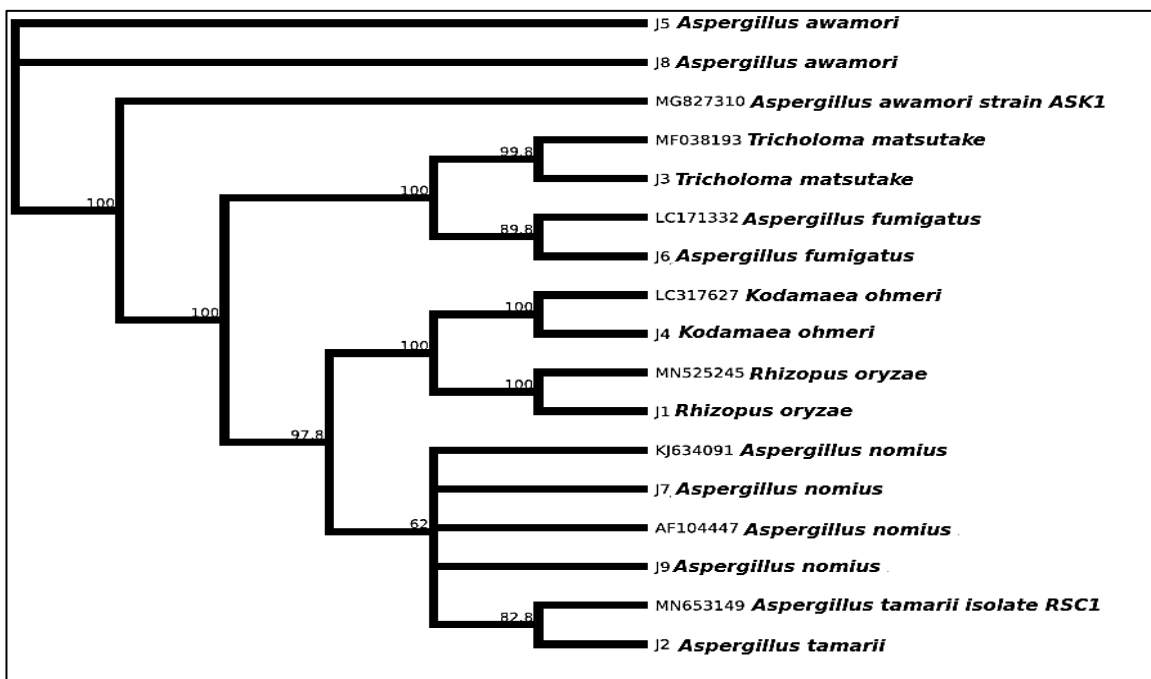 J5 Aspergillus awamori
J8 Aspergillus awamori
MG827310 Aspergillus awamori strain ASK1
MF038193 Tricholoma matsutake
99.8
J3 Tricholoma matsutake
100
LC171332 Aspergillus fumigatus
100
89.8
J6 Aspergillus fumigatus
LC317627 Kodamaea ohmeri
100
100
J4 Kodamaea ohmeri
100
MN525245 Rhizopus oryzae
100
J1 Rhizopus oryzae
97.8
KJ634091 Aspergillus nomius
J7 Aspergillus nomius
62
AF104447 Aspergillus nomius
J9 Aspergillus nomius
MN653149 Aspergillus tamarii isolate RSC1
82.8
J2 Aspergillus tamarii